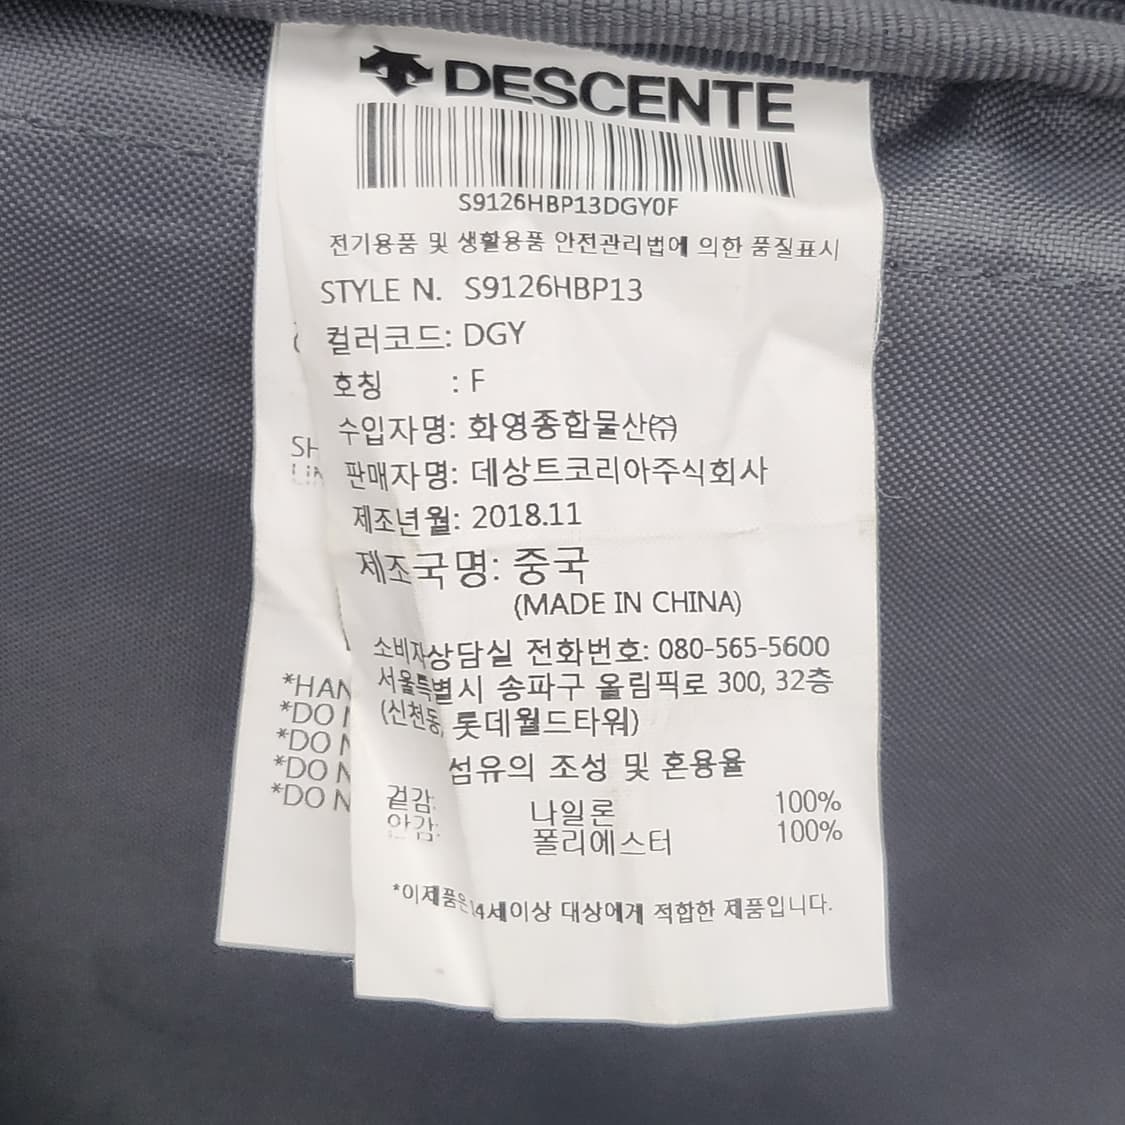 DESCENTE
S9126HBP13DGY0F
전기용품 및 생활용품 안전관리법에 의한 품질표시
STYLE N. S9126HBP13
컬러코드: DGY
호칭 : F
수입자명: 화영종합물산㈜
판매자명: 데상트코리아주식회사
제조년월: 2018.11
제조국명: 중국
(MADE IN CHINA)
소비자상담실 전화번호: 080-565-5600
서울특별시 송파구 올림픽로 300, 32층
(신천동, 롯데월드타워)
섬유의 조성 및 혼용율
겉감: 나일론 100%
안감: 폴리에스터 100%
*이제품은14세이상 대상에게 적합한 제품입니다.
SH
LIN
*HAN
*DO N
*DO N
*DO N
*DO N